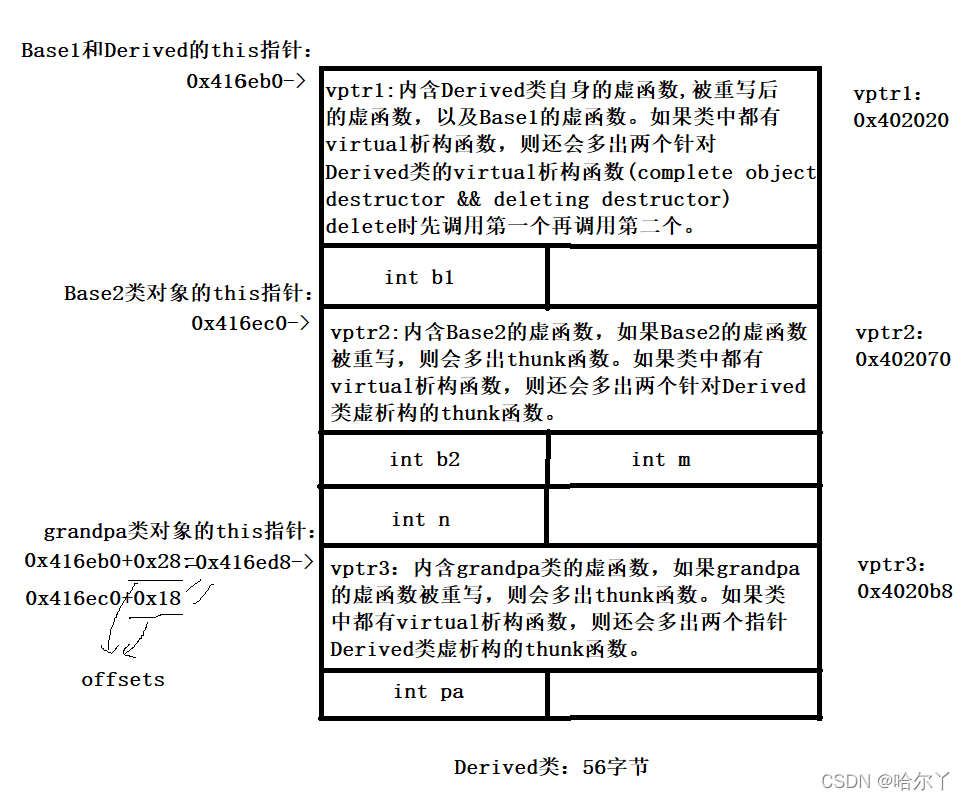 Base1和Derived的this指针：
0x416eb0->
vptr1:内含Derived类自身的虚函数,被重写后
的虚函数，以及Base1的虚函数。如果类中都有
virtual析构函数，则还会多出两个针对
Derived类的virtual析构函数(complete object
destructor && deleting destructor)
delete时先调用第一个再调用第二个。
vptr1：
0x402020
int b1
Base2类对象的this指针：
0x416ec0->
vptr2:内含Base2的虚函数，如果Base2的虚函数
被重写，则会多出thunk函数。如果类中都有
virtual析构函数，则还会多出两个针对Derived
类虚析构的thunk函数。
vptr2：
0x402070
int b2
int m
int n
grandpa类对象的this指针：
0x416eb0+0x28=0x416ed8->
0x416ec0+0x18
offsets
vptr3：内含grandpa类的虚函数，如果grandpa
的虚函数被重写，则会多出thunk函数。如果类
中都有virtual析构函数，则还会多出两个指针
Derived类虚析构的thunk函数。
vptr3：
0x4020b8
int pa
Derived类：56字节
CSDN @哈尔丫